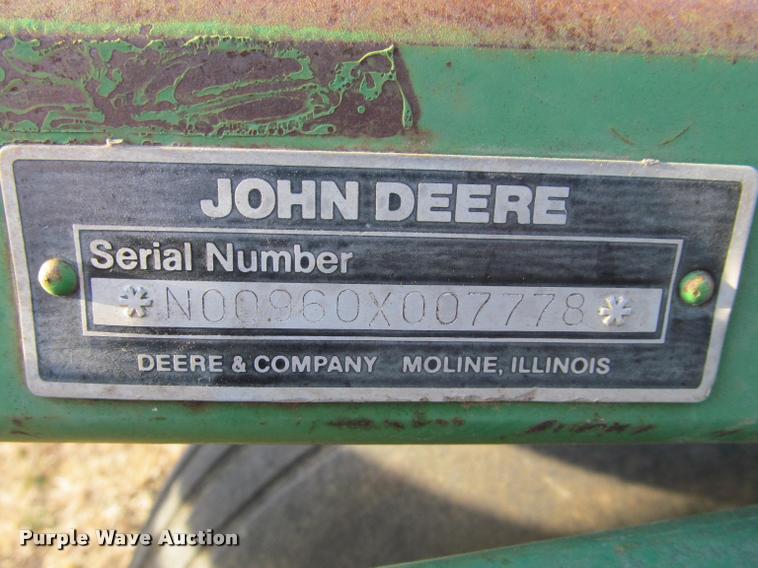 JOHN DEERE
Serial Number
*N00960X007778*
DEERE & COMPANY MOLINE, ILLINOIS
Purple Wave Auction